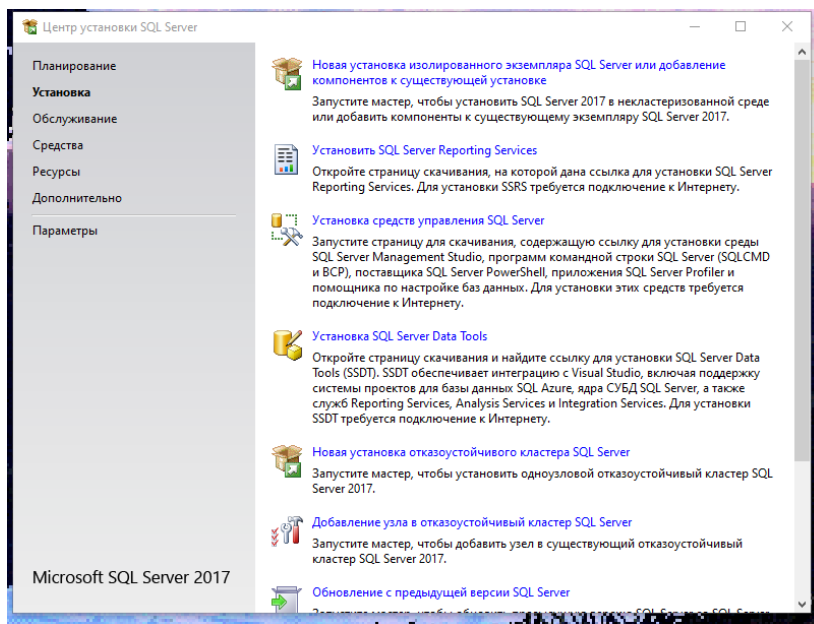 Центр установки SQL Server
Планирование
Установка
Обслуживание
Средства
Ресурсы
Дополнительно
Параметры
Microsoft SQL Server 2017
Новая установка изолированного экземпляра SQL Server или добавление
компонентов к существующей установке
Запустите мастер, чтобы установить SQL Server 2017 в некластеризованной среде
или добавить компоненты к существующему экземпляру SQL Server 2017.
Установить SQL Server Reporting Services
Откройте страницу скачивания, на которой дана ссылка для установки SQL Server
Reporting Services. Для установки SSRS требуется подключение к Интернету.
Установка средств управления SQL Server
Запустите страницу для скачивания, содержащую ссылку для установки среды
SQL Server Management Studio, программ командной строки SQL Server (SQLCMD
и BCP), поставщика SQL Server PowerShell, приложения SQL Server Profiler и
помощника по настройке баз данных. Для установки этих средств требуется
подключение к Интернету.
Установка SQL Server Data Tools
Откройте страницу скачивания и найдите ссылку для установки SQL Server Data
Tools (SSDT). SSDT обеспечивает интеграцию с Visual Studio, включая поддержку
системы проектов для базы данных SQL Azure, ядра СУБД SQL Server, а также
служб Reporting Services, Analysis Services и Integration Services. Для установки
SSDT требуется подключение к Интернету.
Новая установка отказоустойчивого кластера SQL Server
Запустите мастер, чтобы установить одноузловой отказоустойчивый кластер SQL
Server 2017.
Добавление узла в отказоустойчивый кластер SQL Server
Запустите мастер, чтобы добавить узел в существующий отказоустойчивый
кластер SQL Server 2017.
Обновление с предыдущей версии SQL Server